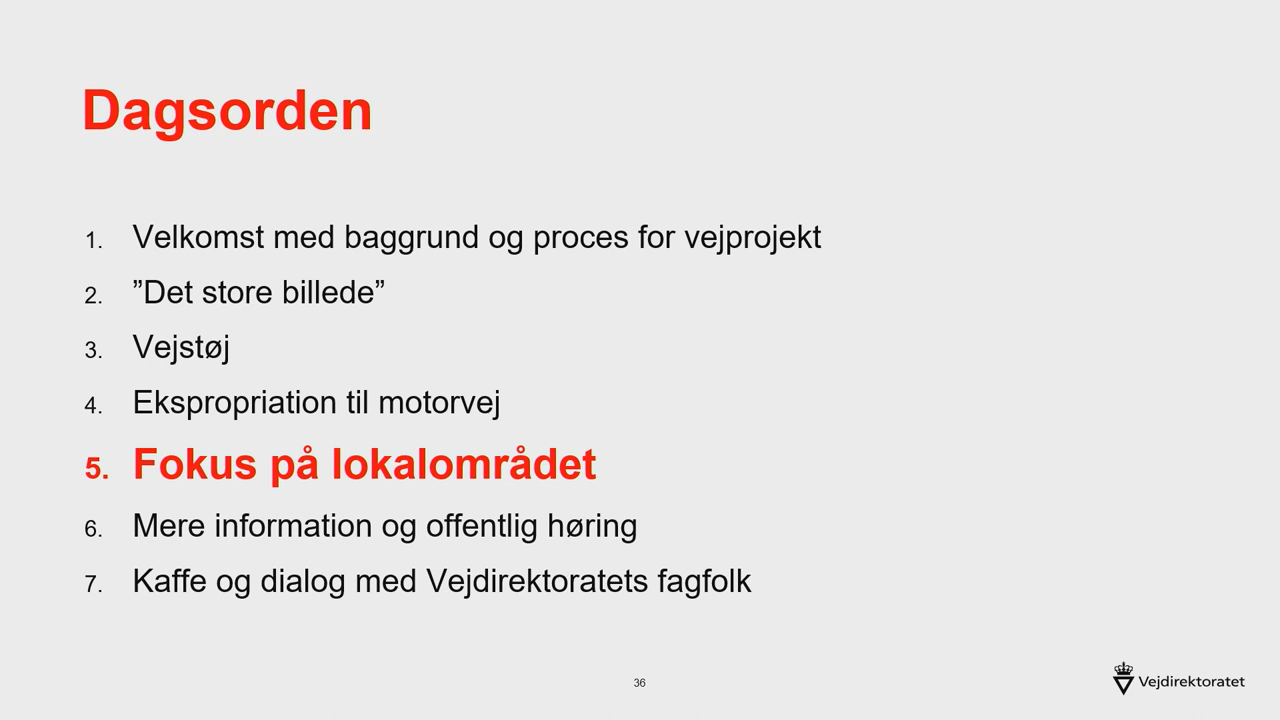 Dagsorden
1. Velkomst med baggrund og proces for vejprojekt
2. ”Det store billede”
3. Vejstøj
4. Ekspropriation til motorvej
5. Fokus på lokalområdet
6. Mere information og offentlig høring
7. Kaffe og dialog med Vejdirektoratets fagfolk
36
Vejdirektoratet